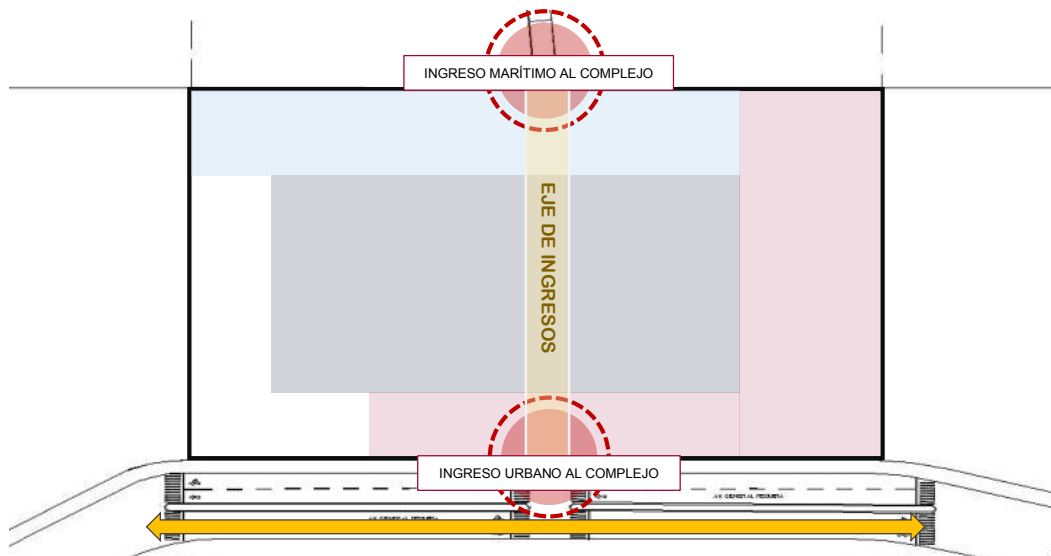 INGRESO MARÍTIMO AL COMPLEJO
EJE DE INGRESOS
INGRESO URBANO AL COMPLEJO